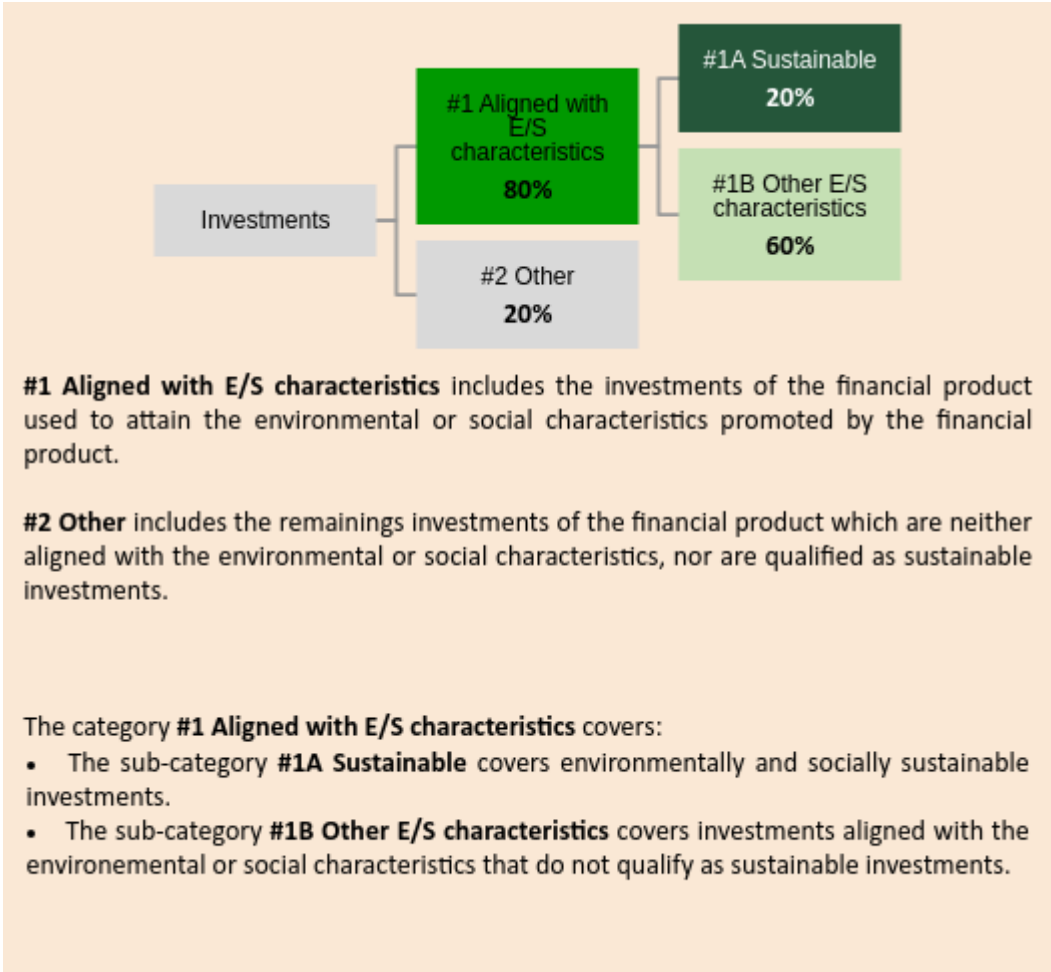 #1A Sustainable
20%
#1 Aligned with
E/S
characteristics
80%
#1B Other E/S
characteristics
60%
Investments
#2 Other
20%
#1 Aligned with E/S characteristics includes the investments of the financial product
used to attain the environmental or social characteristics promoted by the financial
product.
#2 Other includes the remainings investments of the financial product which are neither
aligned with the environmental or social characteristics, nor are qualified as sustainable
investments.
The category #1 Aligned with E/S characteristics covers:
• The sub-category #1A Sustainable covers environmentally and socially sustainable
investments.
• The sub-category #1B Other E/S characteristics covers investments aligned with the
environemental or social characteristics that do not qualify as sustainable investments.